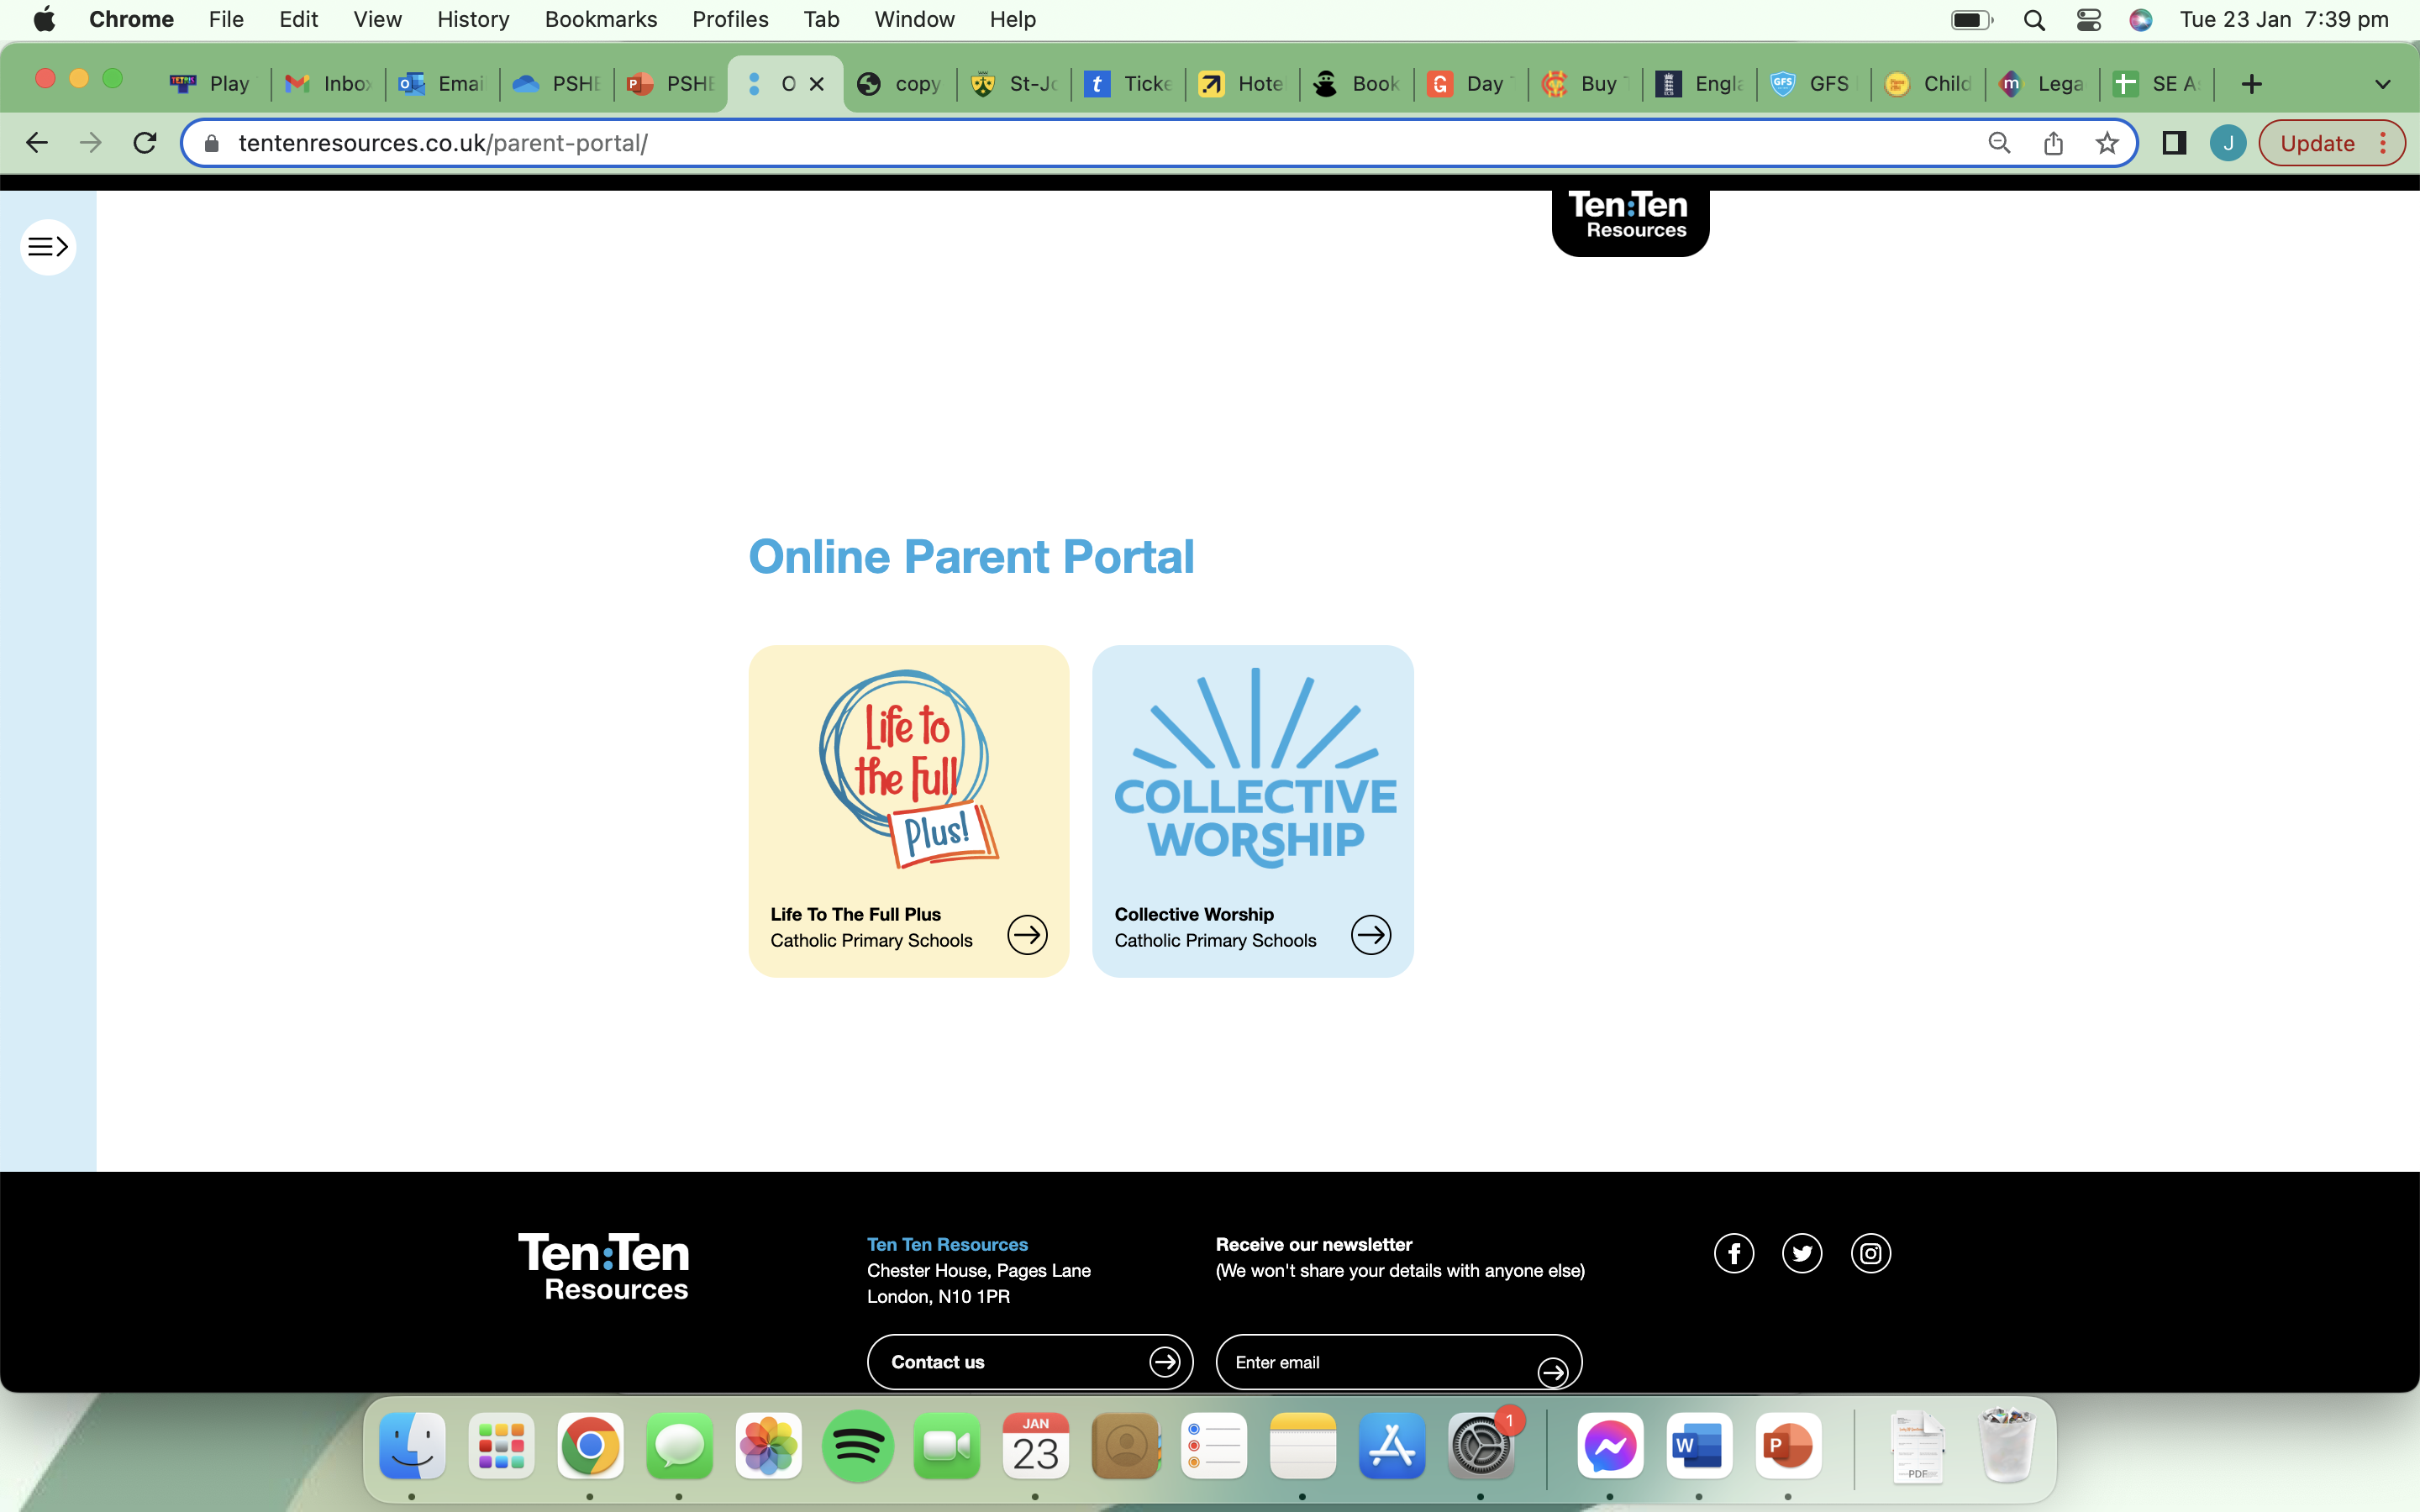 Chrome File Edit View History Bookmarks Profiles Tab Window Help Tue 23 Jan 7:39 pm
Play Inbox Emai PSHE PSHE O copy St-Jo Ticke Hote Book Day Buy Engla GFS Child Lega SE A
tentenresources.co.uk/parent-portal/ J Update
Ten:Ten
Resources
Online Parent Portal
Life to
the Full
Plus!
COLLECTIVE
WORSHIP
Life To The Full Plus
Catholic Primary Schools
Collective Worship
Catholic Primary Schools
Ten:Ten
Resources
Ten Ten Resources
Chester House, Pages Lane
London, N10 1PR
Contact us
Receive our newsletter
(We won't share your details with anyone else)
Enter email
JAN
23
1
W
P
PDF